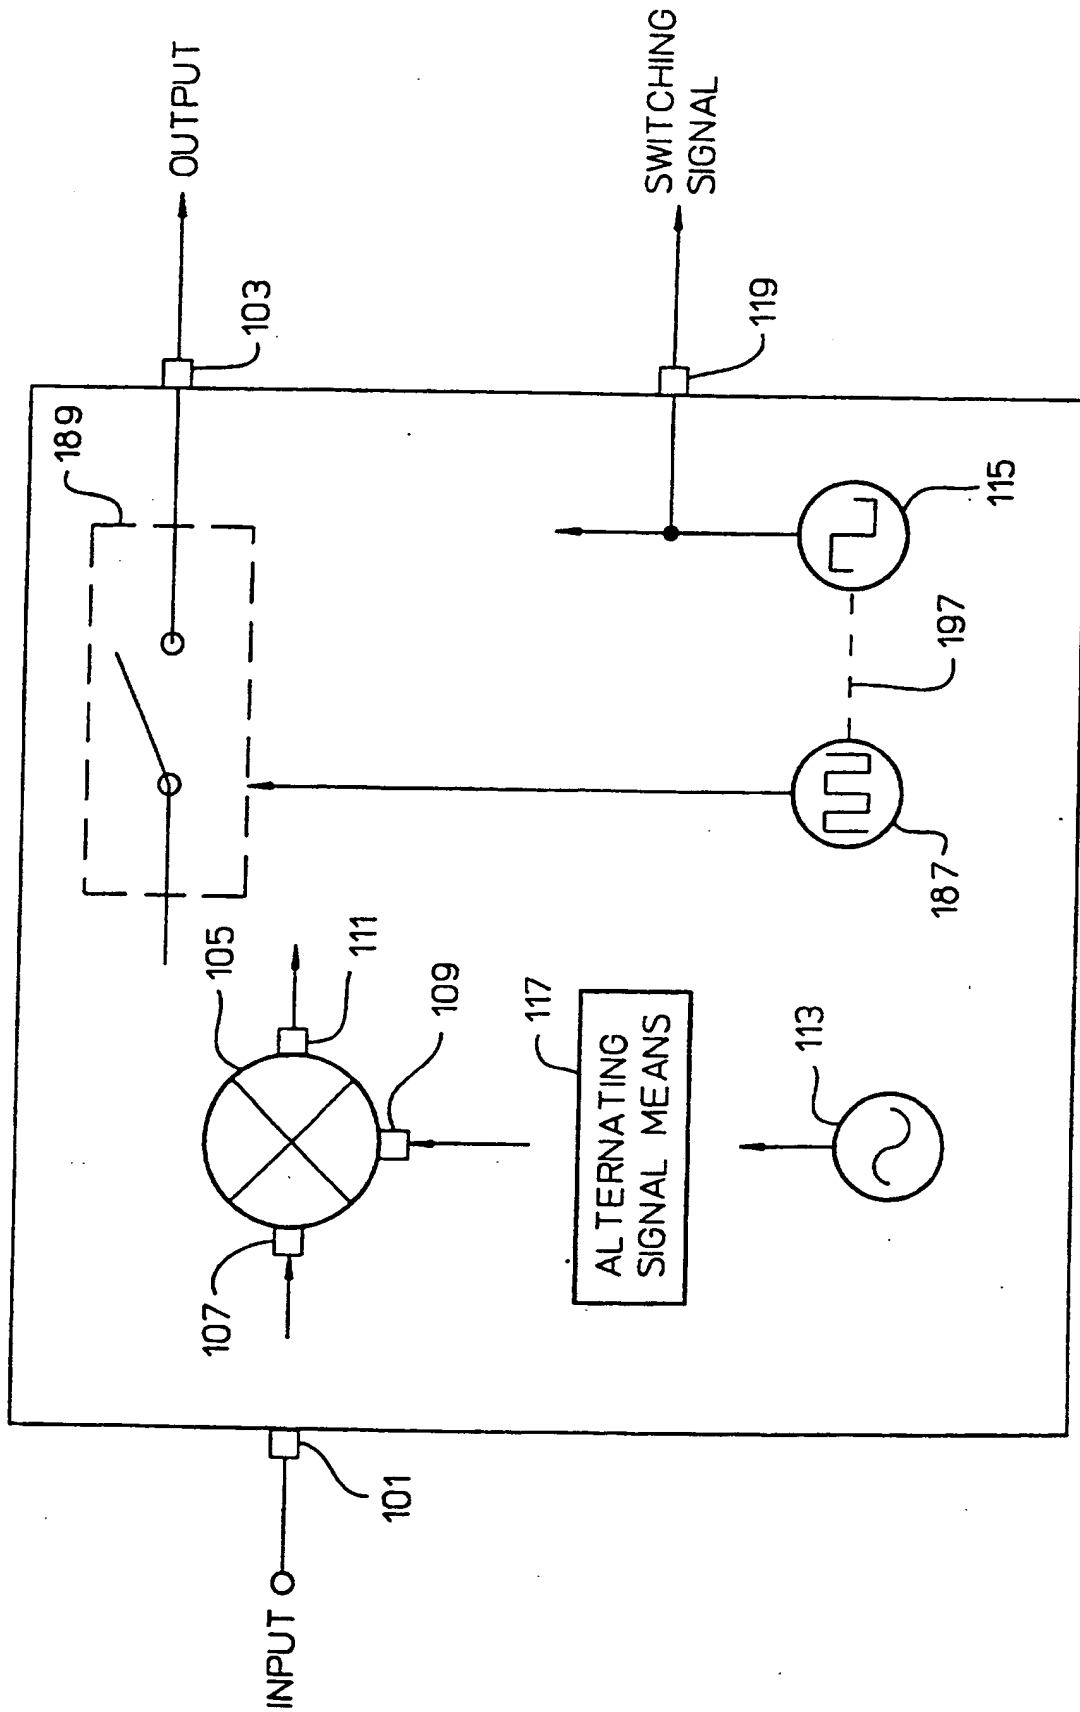 OUTPUT
103
189
SWITCHING
SIGNAL
119
115
197
187
105
111
109
117
ALTERNATING
SIGNAL MEANS
113
107
101
INPUT